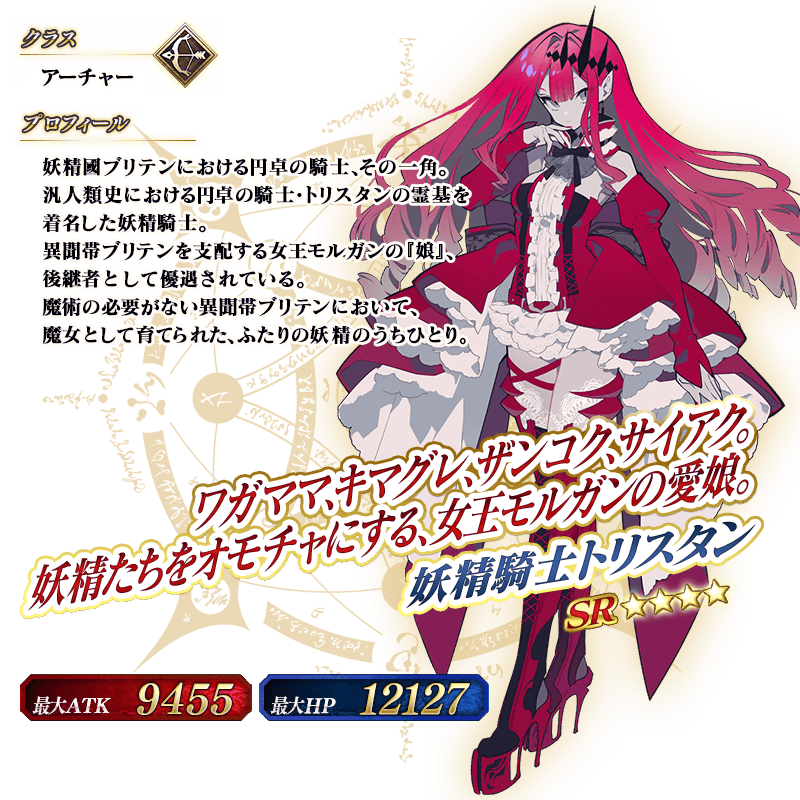 クラス
アーチャー
プロフィール
妖精國ブリテンにおける円卓の騎士、その一角。
汎人類史における円卓の騎士・トリスタンの霊基を
着名した妖精騎士。
異聞帯ブリテンを支配する女王モルガンの『娘』、
後継者として優遇されている。
魔術の必要がない異聞帯ブリテンにおいて、
魔女として育てられた、ふたりの妖精のうちひとり。
ワガママ、キマグレ、ザンコク、サイアク。
妖精たちをオモチャにする、女王モルガンの愛娘。
妖精騎士トリスタン
SR
最大ATK 9455
最大HP 12127